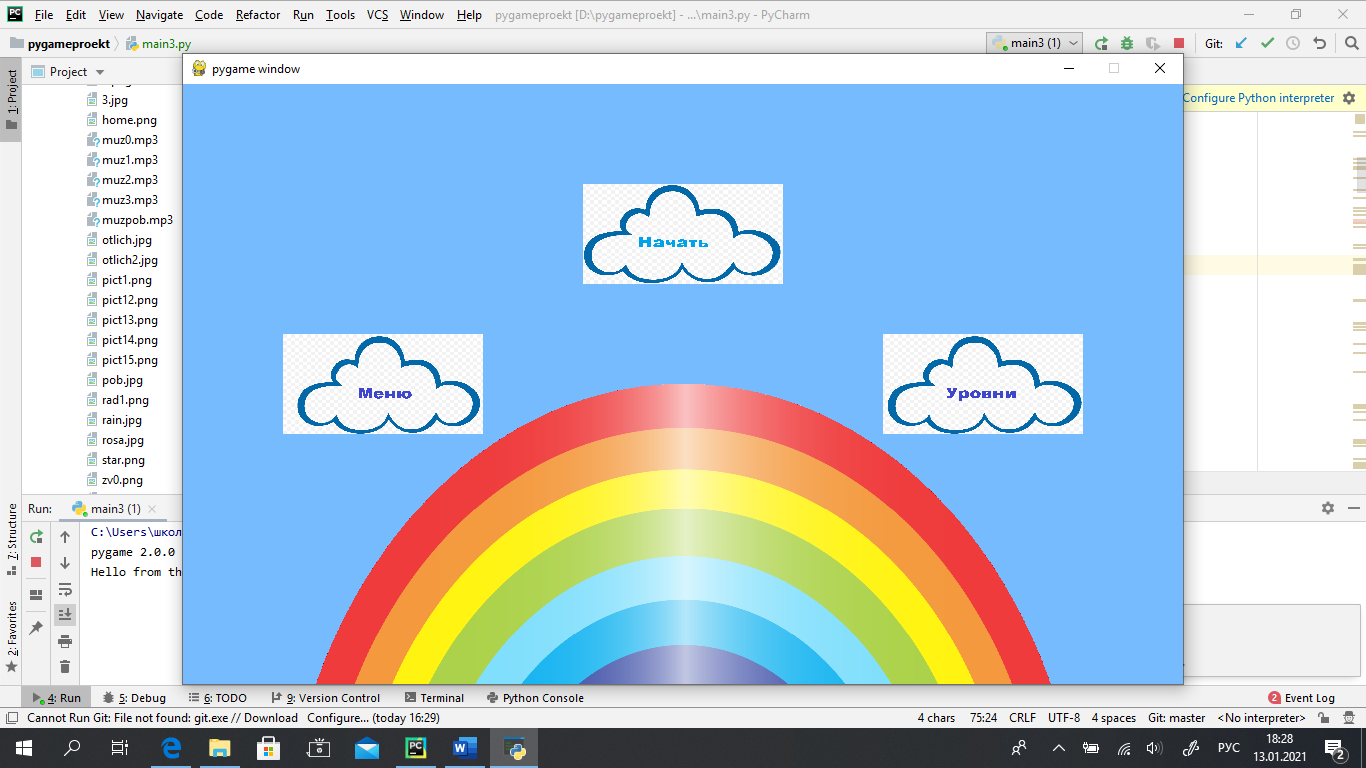 File Edit View Navigate Code Refactor Run Tools VCS Window Help pygameproekt [D:\pygameproekt] - ...\main3.py - PyCharm
pygameproekt main3.py main3 (1) Git:
Project
pygame window
Configure Python interpreter
1: Project
3.jpg
home.png
muz0.mp3
muz1.mp3
muz2.mp3
muz3.mp3
muzpob.mp3
otlich.jpg
otlich2.jpg
pict1.png
pict12.png
pict13.png
pict14.png
pict15.png
pob.jpg
rad1.png
rain.jpg
rosa.jpg
star.png
zv0.png
Начать
Меню
Уровни
7: Structure
2: Favorites
Run: main3 (1)
C:\Users\школ
pygame 2.0.0
Hello from th
4: Run 5: Debug 6: TODO 9: Version Control Terminal Python Console 2 Event Log
Cannot Run Git: File not found: git.exe // Download Configure... (today 16:29) 4 chars 75:24 CRLF UTF-8 4 spaces Git: master <No interpreter>
РУС 18:28
13.01.2021 2